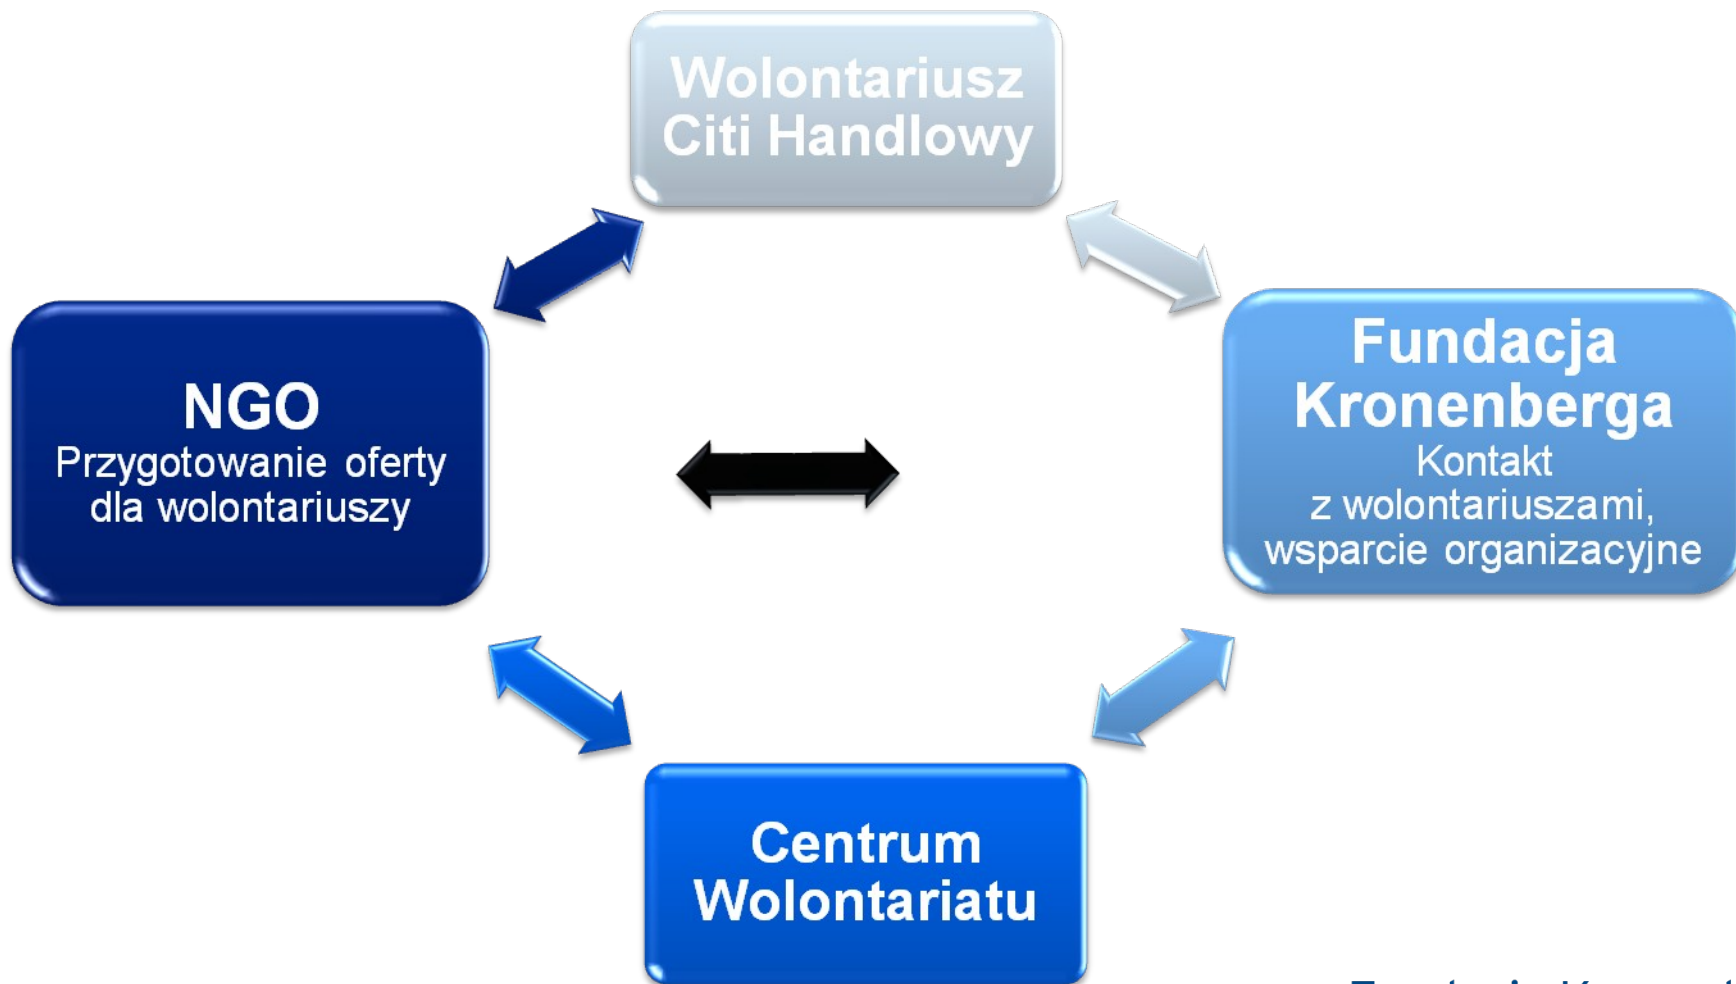 Wolontariusz
Citi Handlowy
NGO
Przygotowanie oferty
dla wolontariuszy
Fundacja
Kronenberga
Kontakt
z wolontariuszami,
wsparcie organizacyjne
Centrum
Wolontariatu